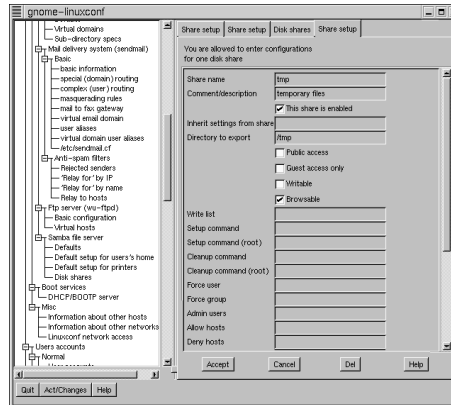 gnome-linuxconf
Virtual domains
Sub-directory specs
Mail delivery system (sendmail)
Basic
basic information
special (domain) routing
complex (user) routing
masquerading rules
mail to fax gateway
virtual email domain
user aliases
virtual domain user aliases
/etc/sendmail.cf
Anti-spam filters
Rejected senders
'Relay for' by IP
'Relay for' by name
Relay to hosts
Ftp server (wu-ftpd)
Basic configuration
Virtual hosts
Samba file server
Defaults
Default setup for users's home
Default setup for printers
Disk shares
Boot services
DHCP/BOOTP server
Misc
Information about other hosts
Information about other networks
Linuxconf network access
Users accounts
Normal
Quit Act/Changes Help
Share setup Share setup Disk shares Share setup
You are allowed to enter configurations
for one disk share
Share name tmp
Comment/description temporary files
This share is enabled
Inherit settings from share
Directory to export /tmp
Public access
Guest access only
Writable
Browsable
Write list
Setup command
Setup command (root)
Cleanup command
Cleanup command (root)
Force user
Force group
Admin users
Allow hosts
Deny hosts
Accept Cancel Del Help